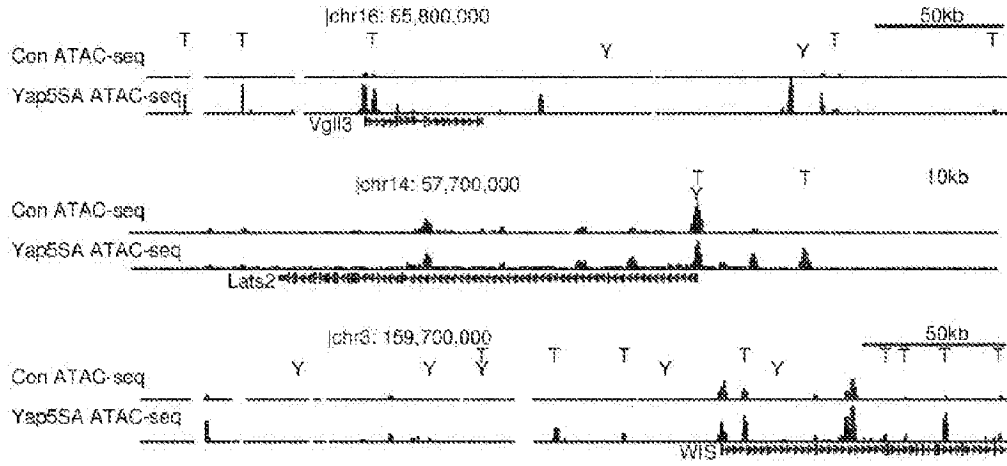 |chr16: 65,800,000 50kb
T T T Y Y T T
Con ATAC-seq
Yap5SA ATAC-seq
Vgll3
|chr14: 57,700,000 T T 10kb
Y
Con ATAC-seq
Yap5SA ATAC-seq
Lats2
|chr3: 159,700,000 50kb
T T T T T T T T
Y Y Y Y Y
Con ATAC-seq
Yap5SA ATAC-seq
WIS